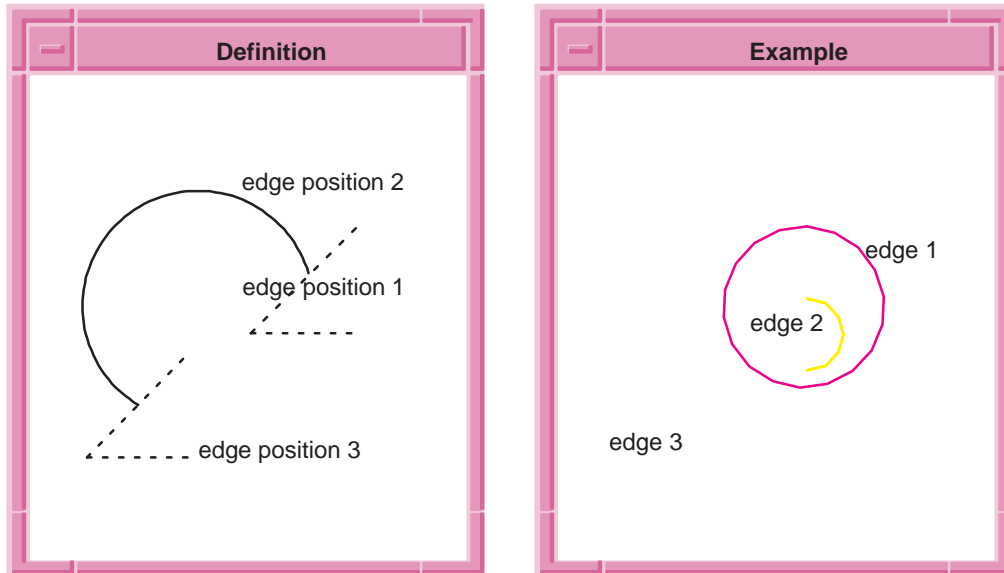 Definition
edge position 2
edge position 1
edge position 3
Example
edge 1
edge 2
edge 3